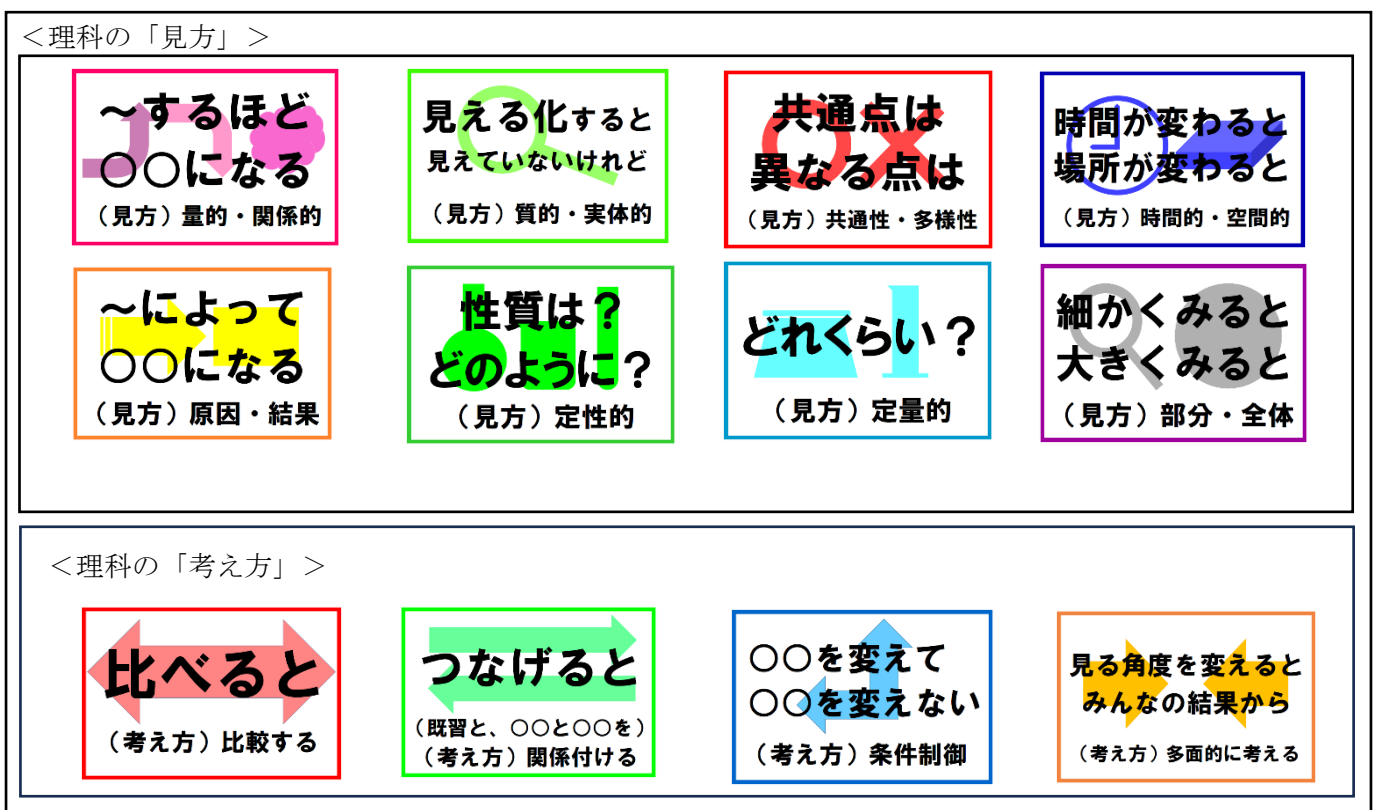 ＜理科の「見方」＞
～するほど
○○になる
（見方）量的・関係的
見える化すると
見えていないけれど
（見方）質的・実体的
共通点は
異なる点は
（見方）共通性・多様性
時間が変わると
場所が変わると
（見方）時間的・空間的
～によって
○○になる
（見方）原因・結果
性質は？
どのように？
（見方）定性的
どれくらい？
（見方）定量的
細かくみると
大きくみると
（見方）部分・全体
＜理科の「考え方」＞
比べると
（考え方）比較する
つなげると
（既習と、○○と○○を）
（考え方）関係付ける
○○を変えて
○○を変えない
（考え方）条件制御
見る角度を変えると
みんなの結果から
（考え方）多面的に考える